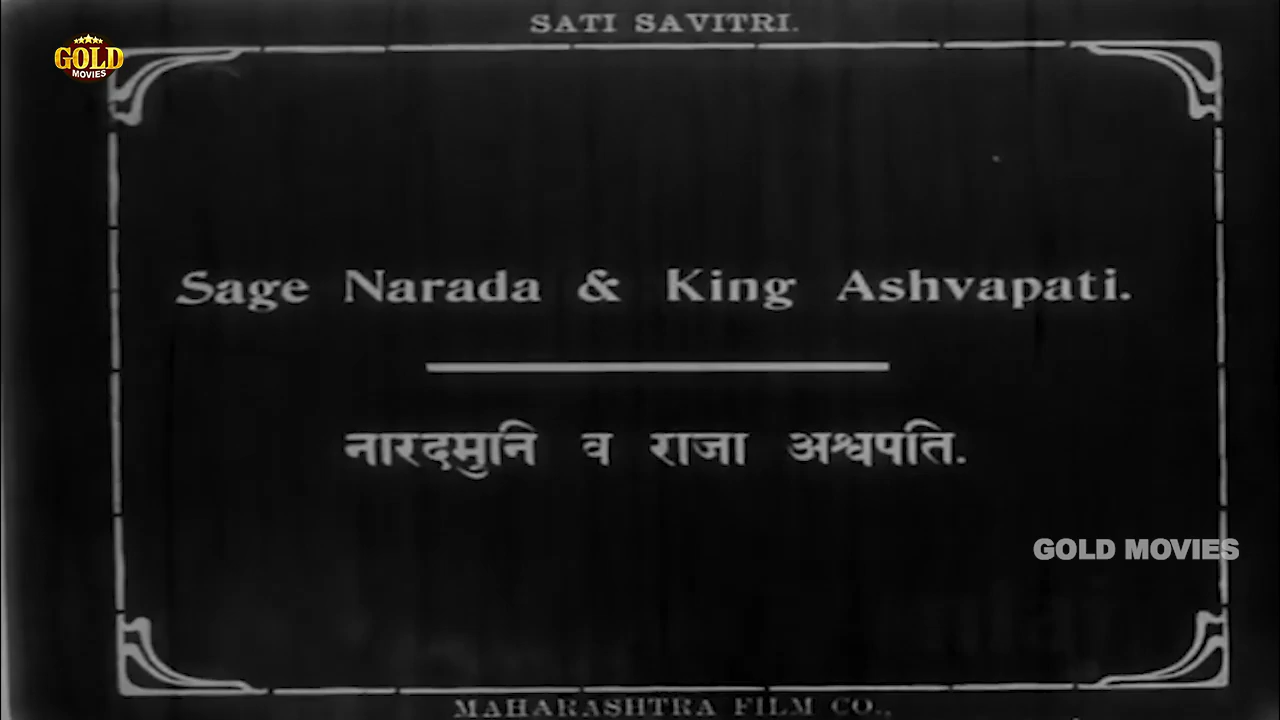 SATI SAVITRI.
GOLD
MOVIES
Sage Narada & King Ashvapati.
नारदमुनि व राजा अश्वपति.
GOLD MOVIES
MAHARASHTRA FILM CO.,